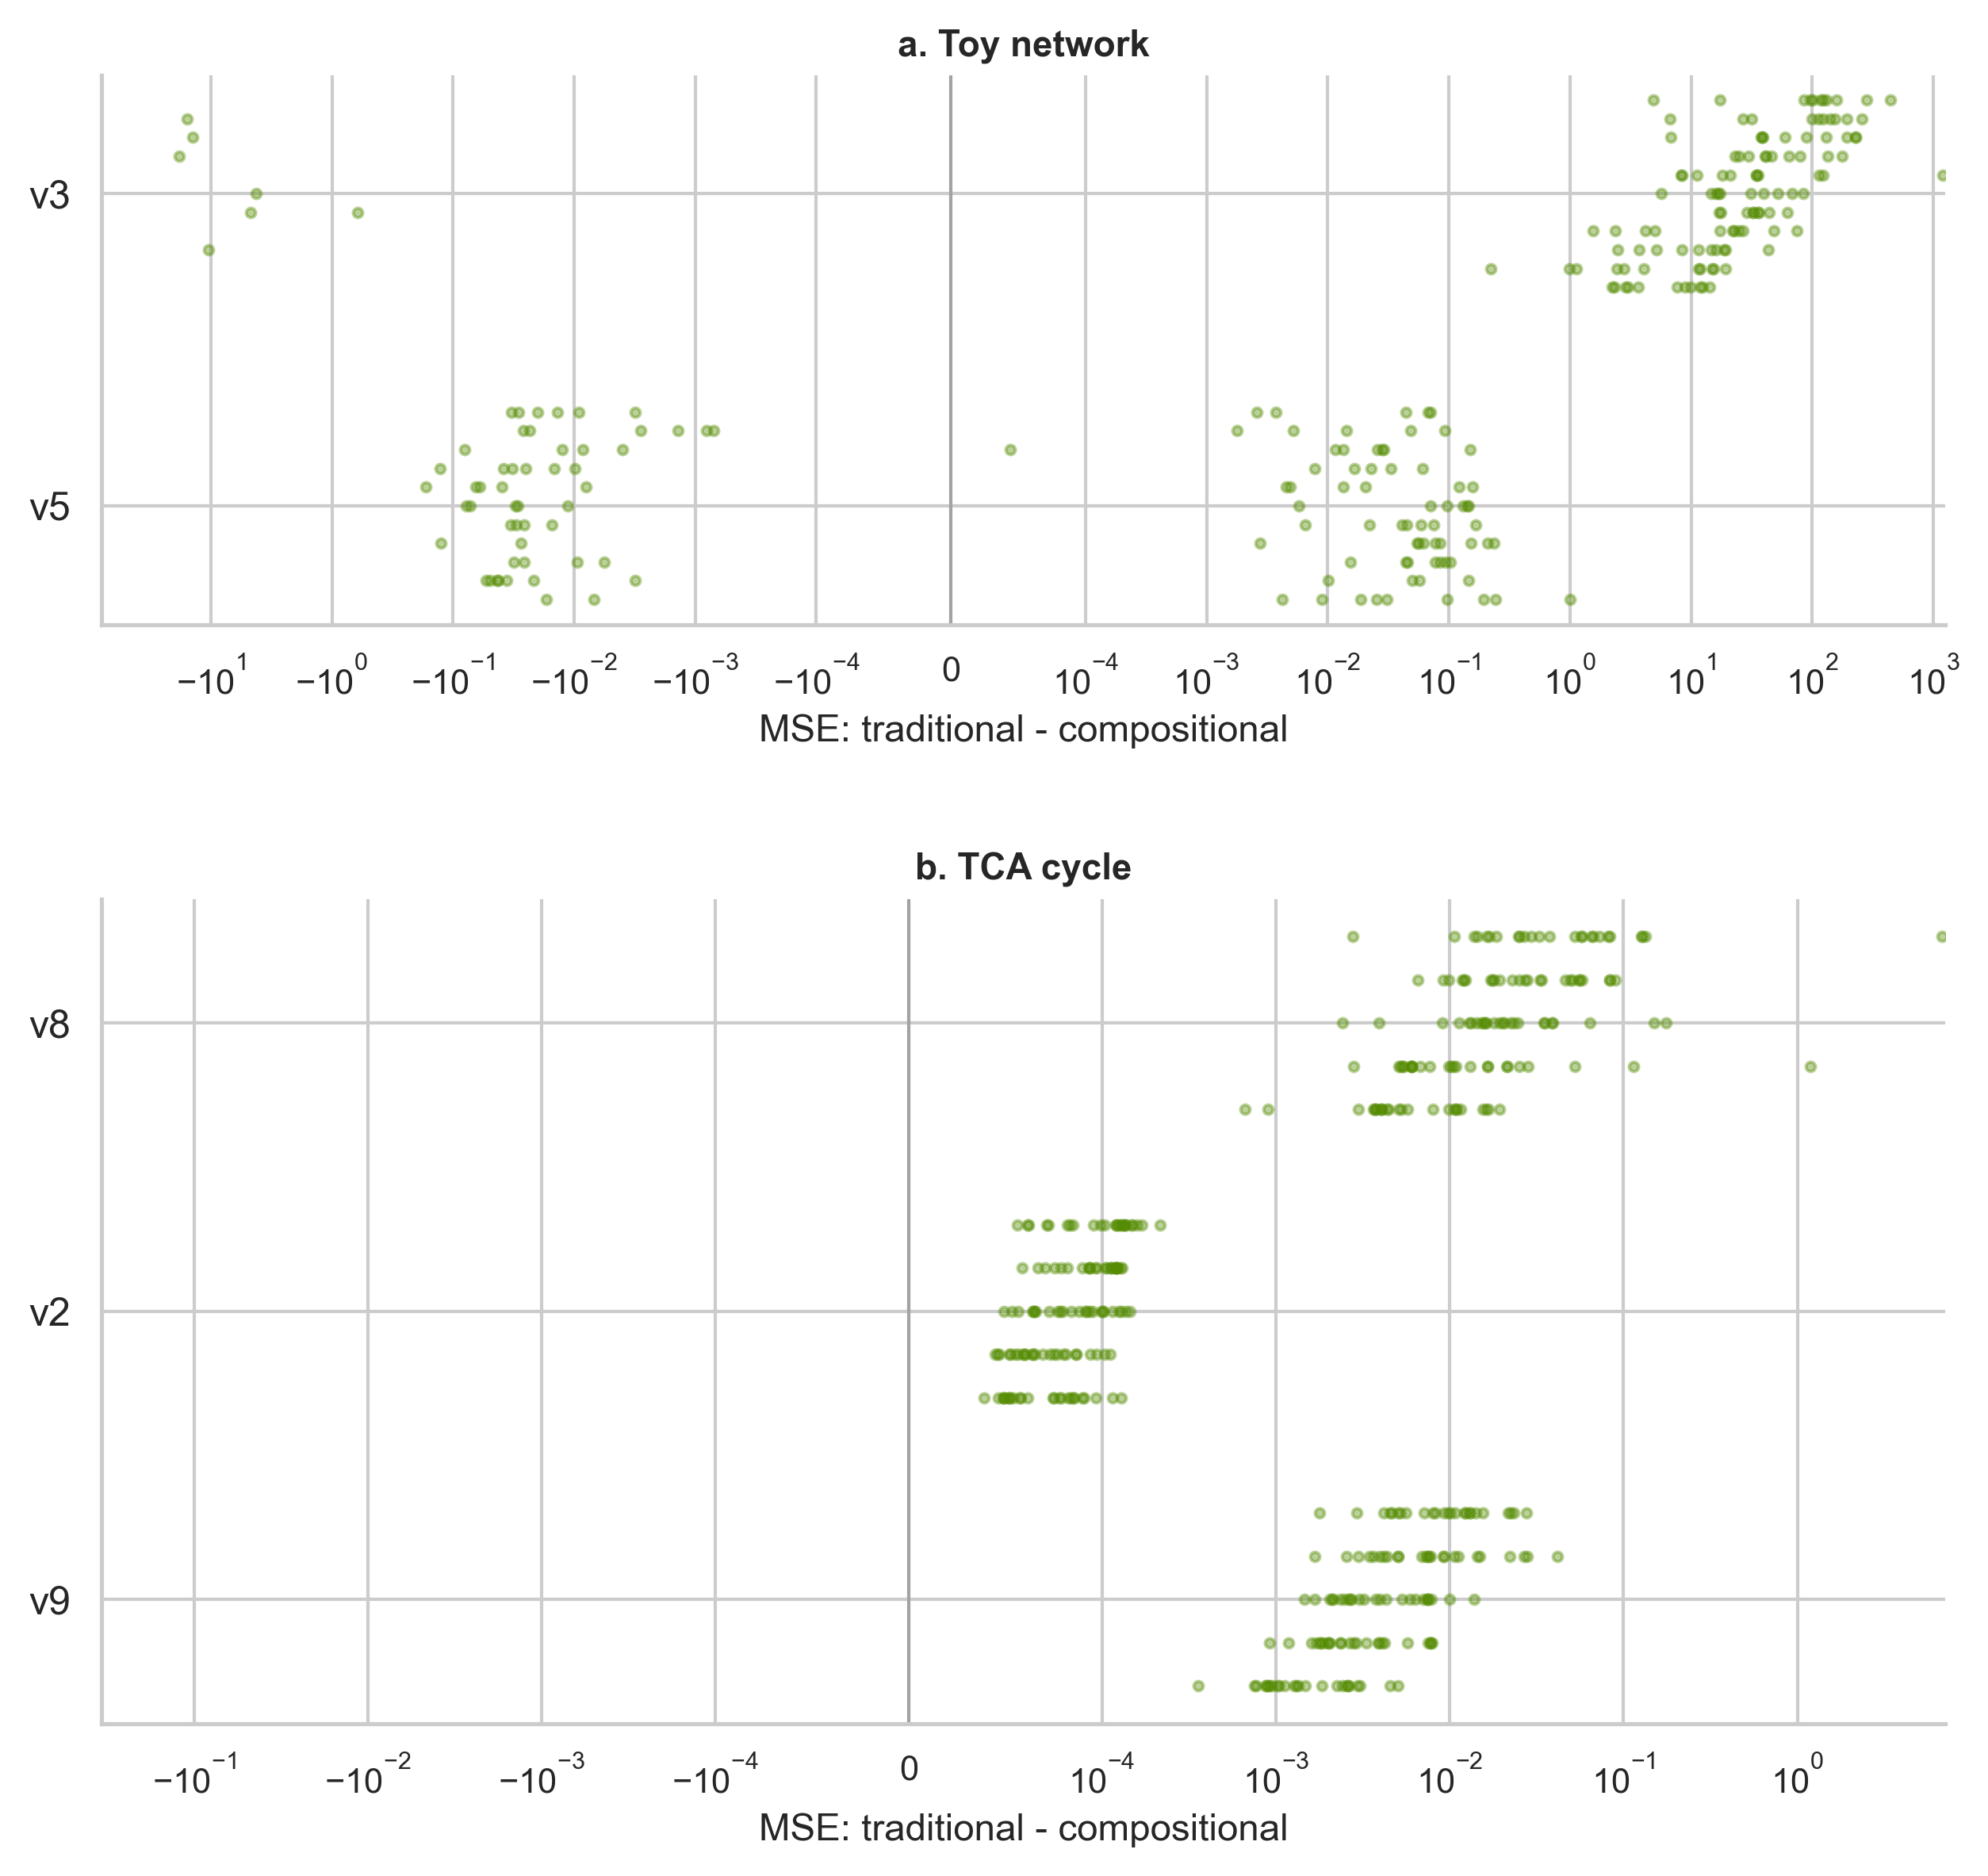 a. Toy network
v3
v5
−10^1 −10^0 −10^−1 −10^−2 −10^−3 −10^−4 0 10^−4 10^−3 10^−2 10^−1 10^0 10^1 10^2 10^3
MSE: traditional - compositional
b. TCA cycle
v8
v2
v9
−10^−1 −10^−2 −10^−3 −10^−4 0 10^−4 10^−3 10^−2 10^−1 10^0
MSE: traditional - compositional